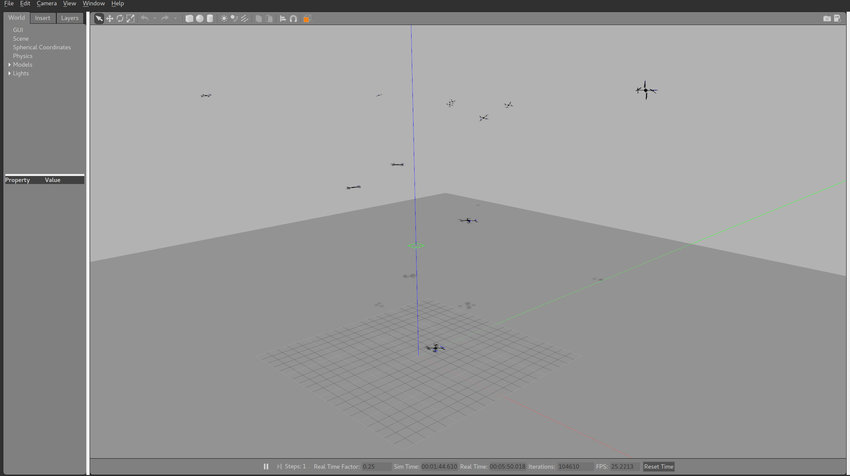 File Edit Camera View Window Help
World Insert Layers
GUI
Scene
Spherical Coordinates
Physics
Models
Lights
Property Value
Steps: 1 Real Time Factor: 0.25 Sim Time: 00:01:44.610 Real Time: 00:05:50.018 Iterations: 104610 FPS: 25.2213 Reset Time